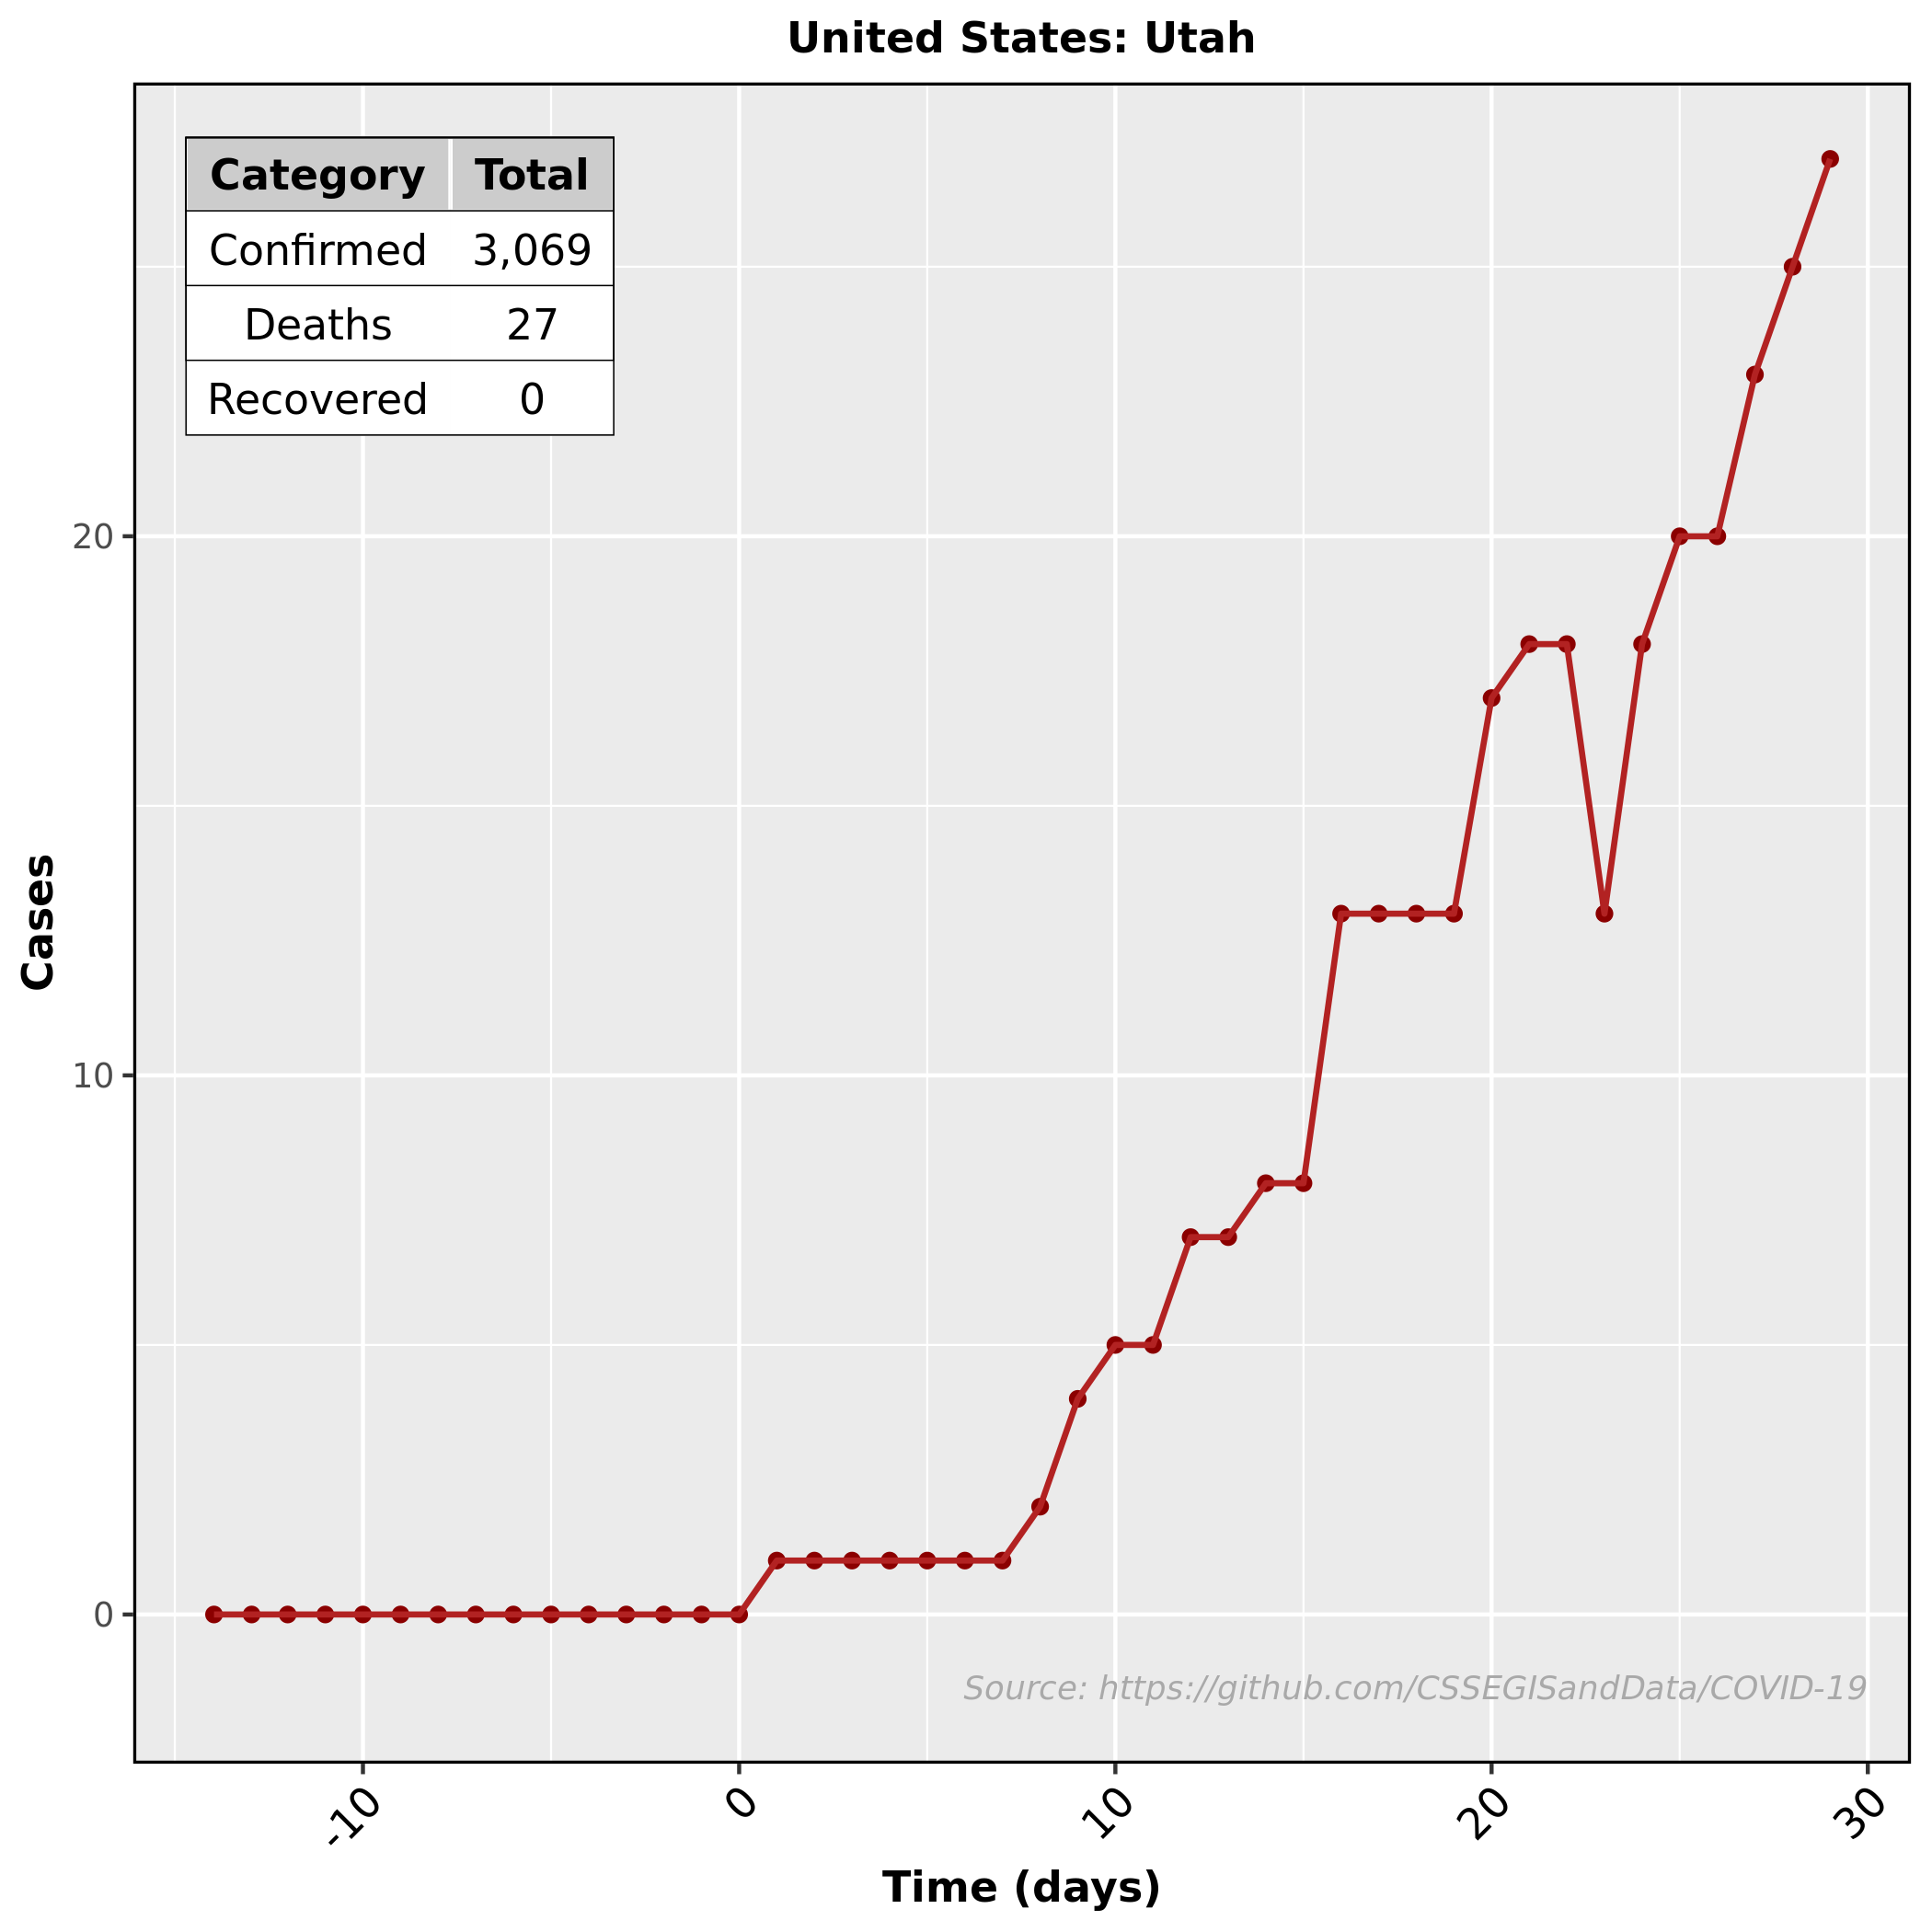 United States: Utah
Category Total
Confirmed 3,069
Deaths 27
Recovered 0
20
10
0
Cases
Source: https://github.com/CSSEGISandData/COVID-19
-10 0 10 20 30
Time (days)